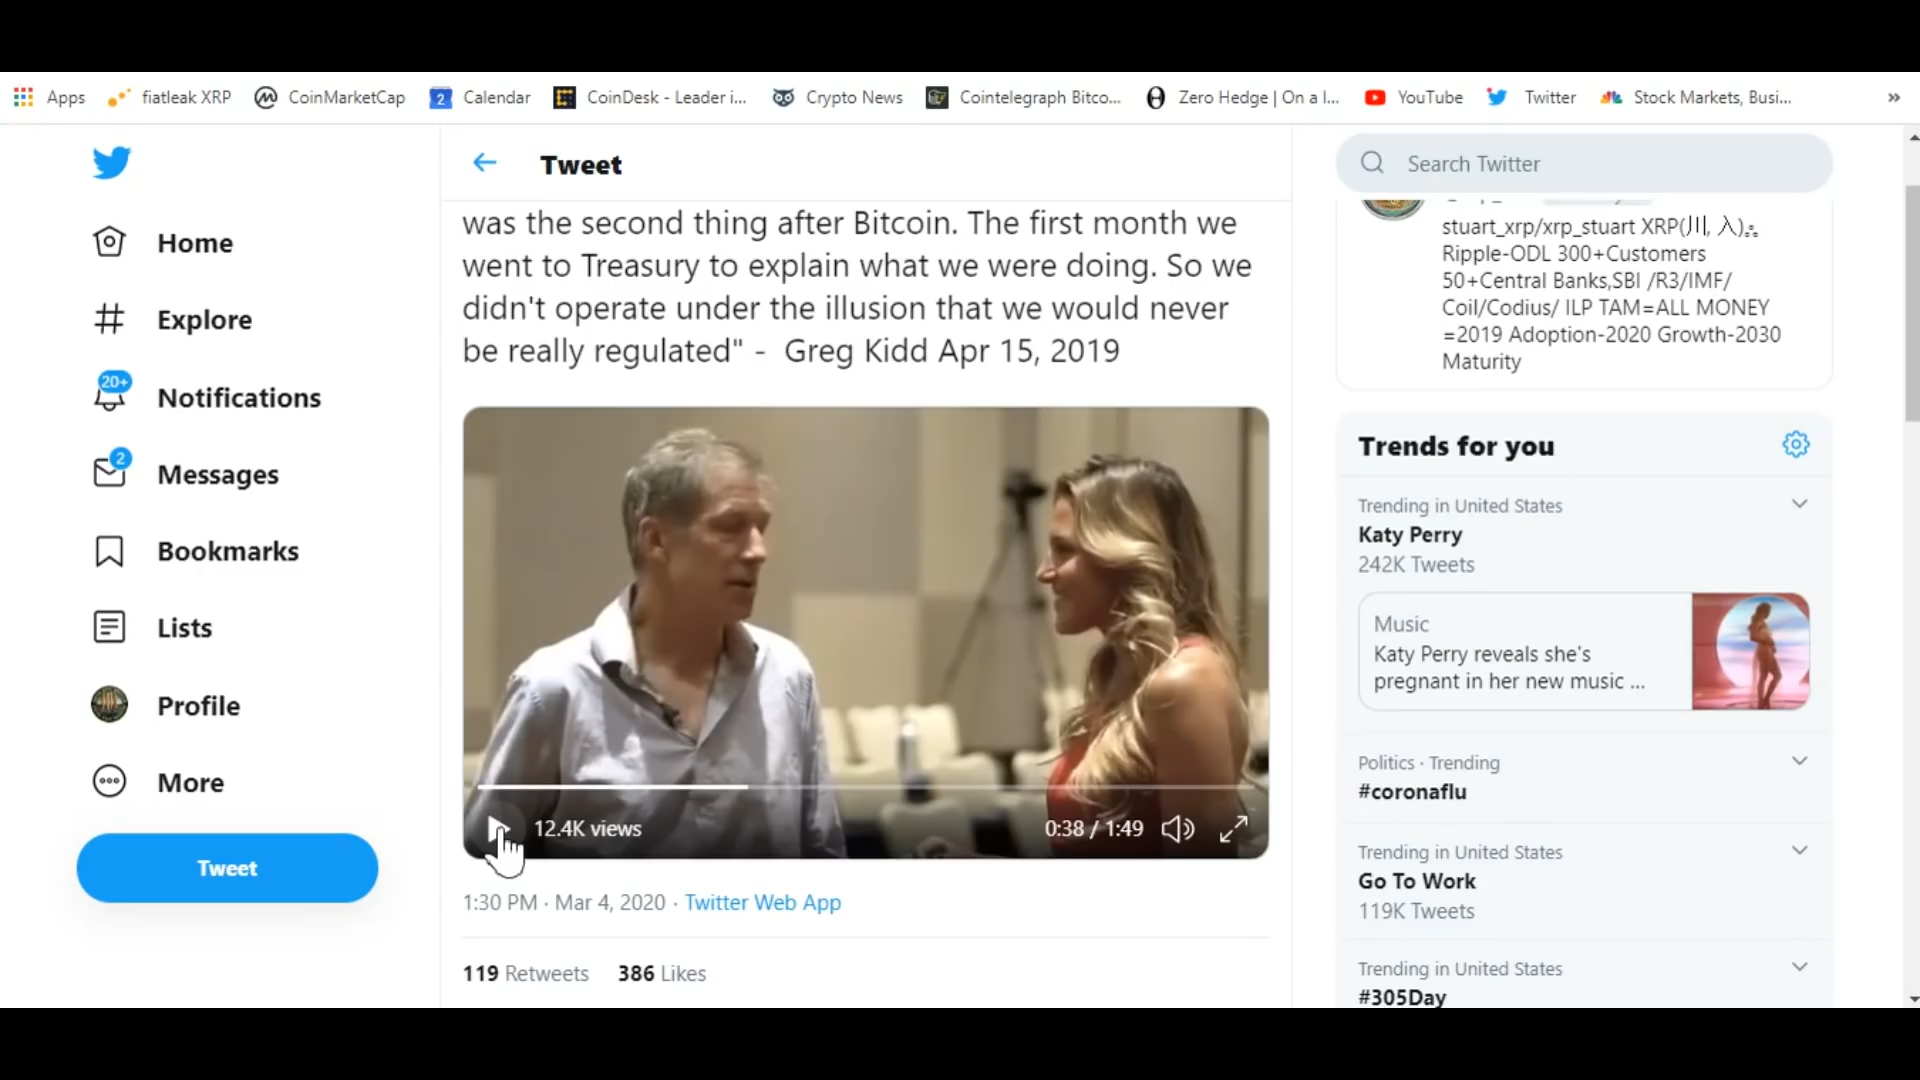 Apps
fiatleak XRP
CoinMarketCap
2
Calendar
CoinDesk - Leader i...
Crypto News
Cointelegraph Bitco...
Zero Hedge | On a l...
YouTube
Twitter
Stock Markets, Busi...
»
Home
Explore
20+
Notifications
2
Messages
Bookmarks
Lists
Profile
More
Tweet
Tweet
was the second thing after Bitcoin. The first month we
went to Treasury to explain what we were doing. So we
didn't operate under the illusion that we would never
be really regulated" - Greg Kidd Apr 15, 2019
12.4K views
0:38 / 1:49
1:30 PM · Mar 4, 2020 · Twitter Web App
119 Retweets 386 Likes
Search Twitter
stuart_xrp/xrp_stuart XRP(川, 入)
Ripple-ODL 300+Customers
50+Central Banks,SBI /R3/IMF/
Coil/Codius/ ILP TAM=ALL MONEY
=2019 Adoption-2020 Growth-2030
Maturity
Trends for you
Trending in United States
Katy Perry
242K Tweets
Music
Katy Perry reveals she's
pregnant in her new music ...
Politics · Trending
#coronaflu
Trending in United States
Go To Work
119K Tweets
Trending in United States
#305Day